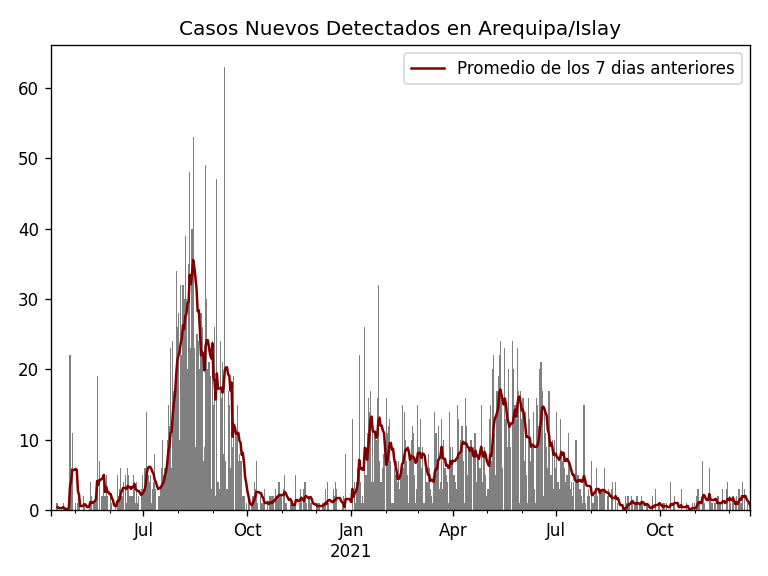 Casos Nuevos Detectados en Arequipa/Islay
Promedio de los 7 dias anteriores
60
50
40
30
20
10
0
Jul
Oct
Jan
2021
Apr
Jul
Oct